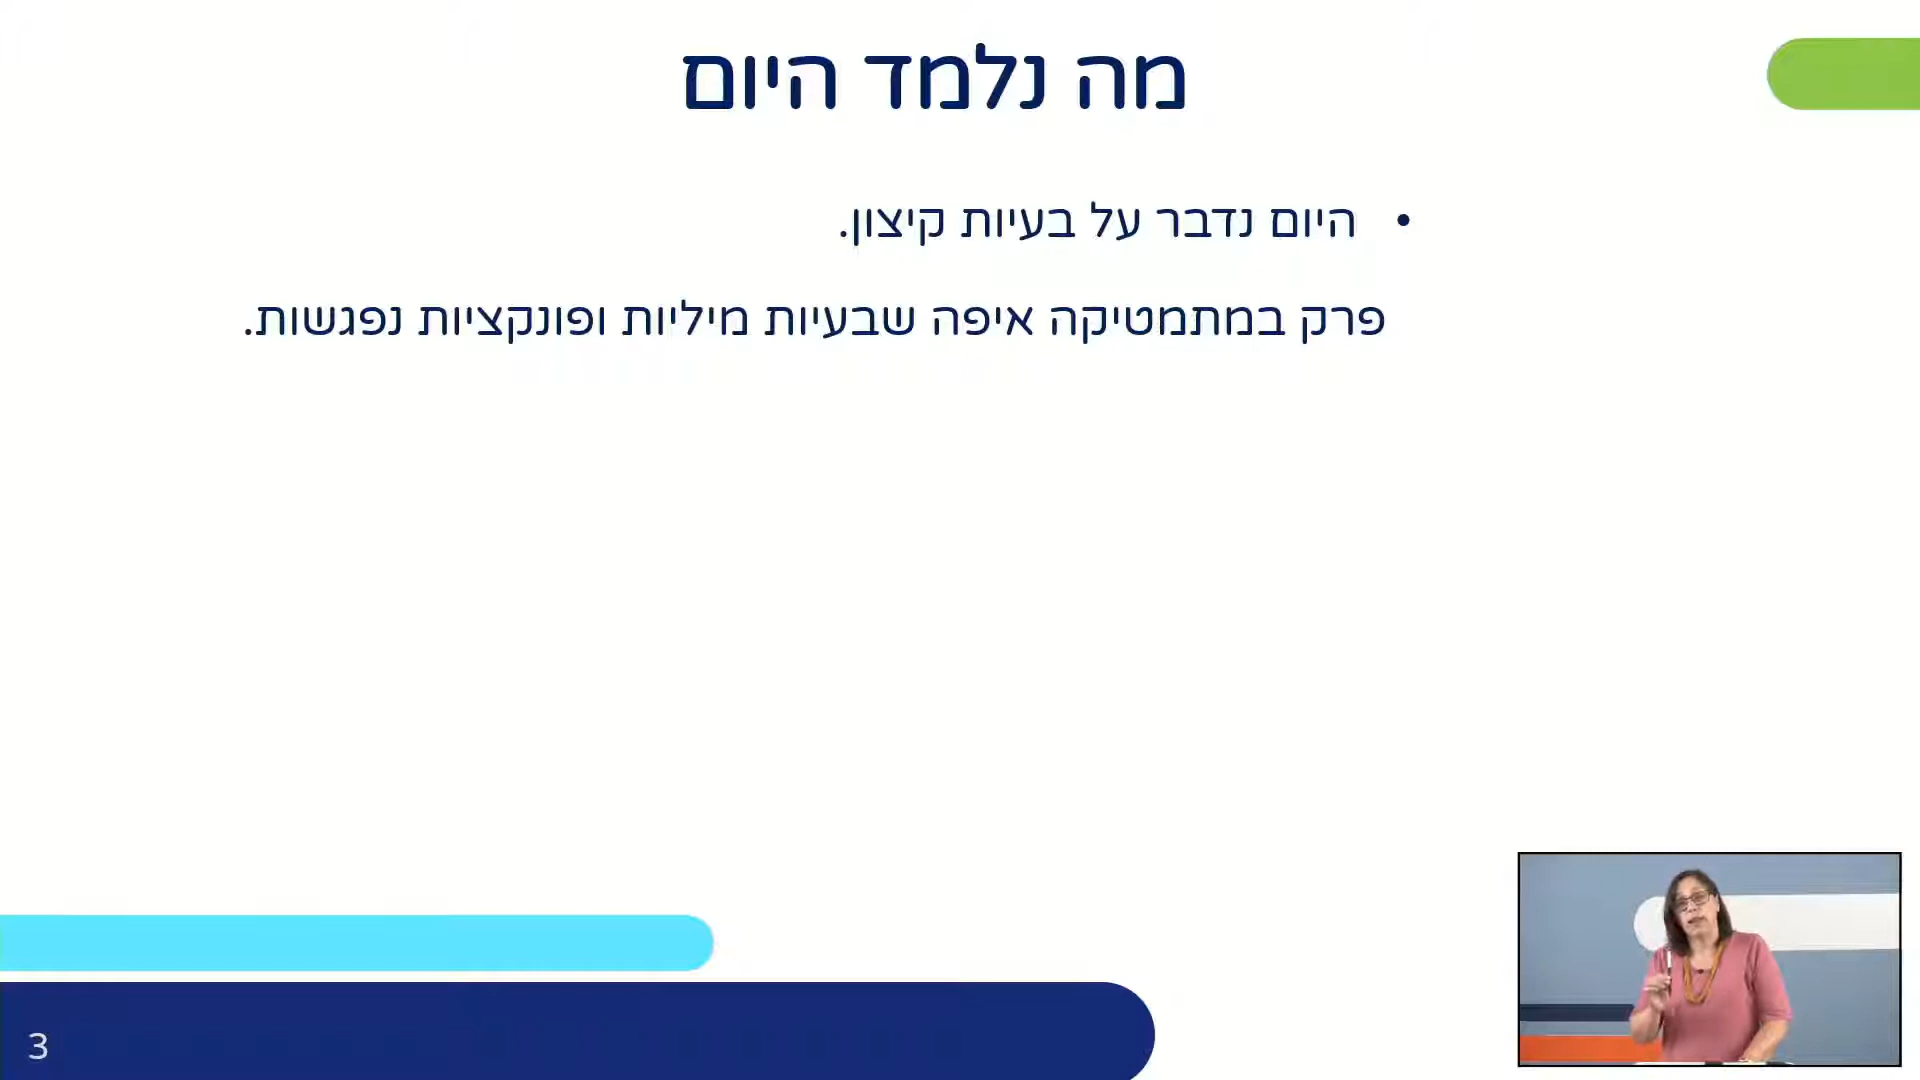 מה נלמד היום
• היום נדבר על בעיות קיצון.
פרק במתמטיקה איפה שבעיות מיליות ופונקציות נפגשות.
3